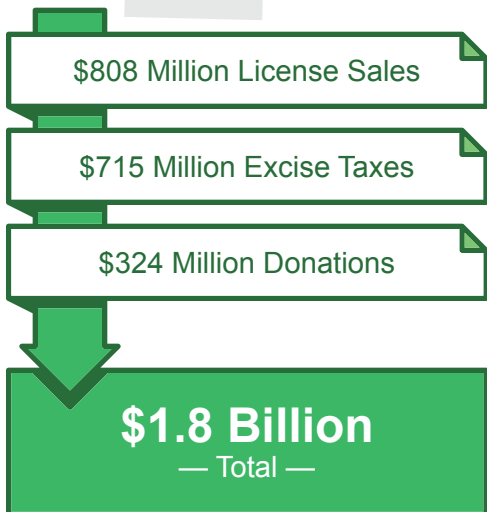 $808 Million License Sales
$715 Million Excise Taxes
$324 Million Donations
$1.8 Billion
— Total —